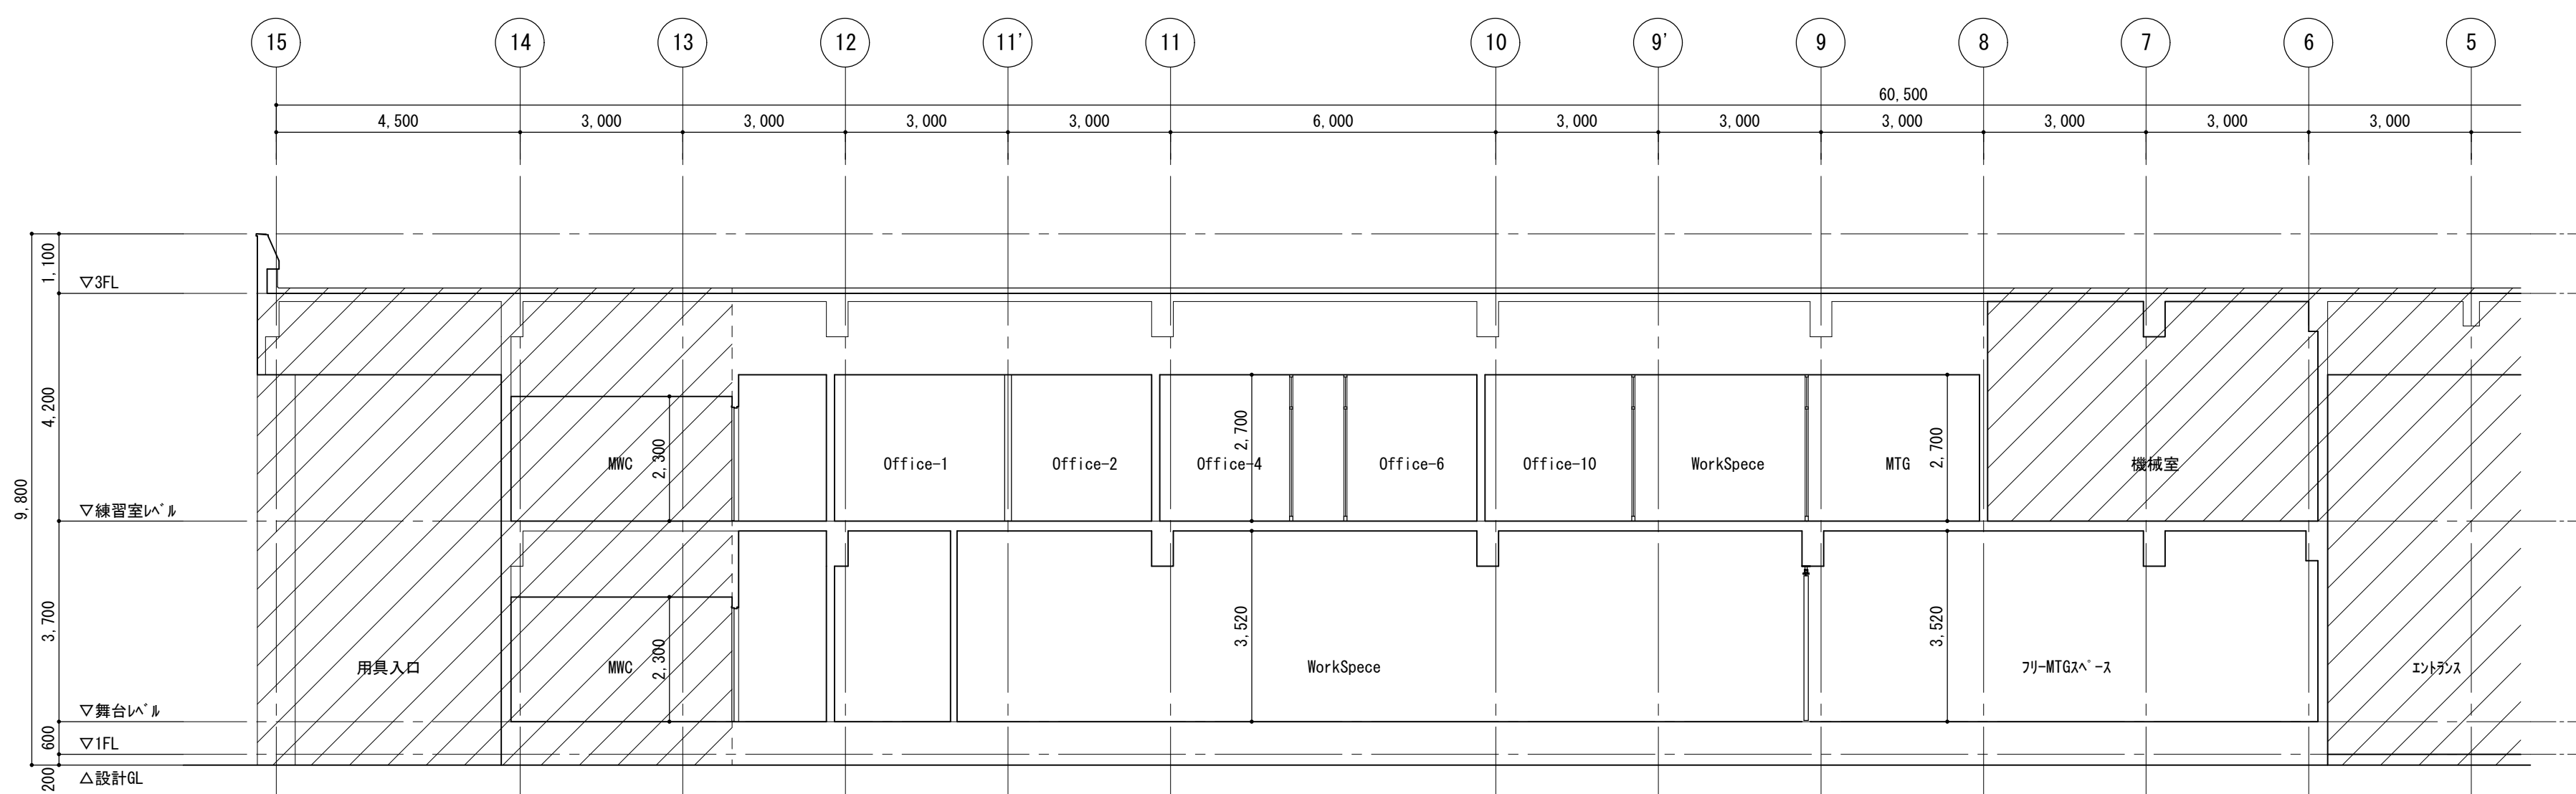 15 14 13 12 11' 11 10 9' 9 8 7 6 5
60,500
4,500 3,000 3,000 3,000 3,000 6,000 3,000 3,000 3,000 3,000 3,000 3,000
1,100
▽3FL
4,200
2,300 2,700 2,700
MWC Office-1 Office-2 Office-4 Office-6 Office-10 WorkSpece MTG 機械室
9,800
▽練習室ﾚﾍﾞﾙ
3,700
2,300 3,520 3,520
用具入口 MWC WorkSpece ﾌﾘｰMTGｽﾍﾟｰｽ ｴﾝﾄﾗﾝｽ
▽舞台ﾚﾍﾞﾙ
600
▽1FL
200
△設計GL